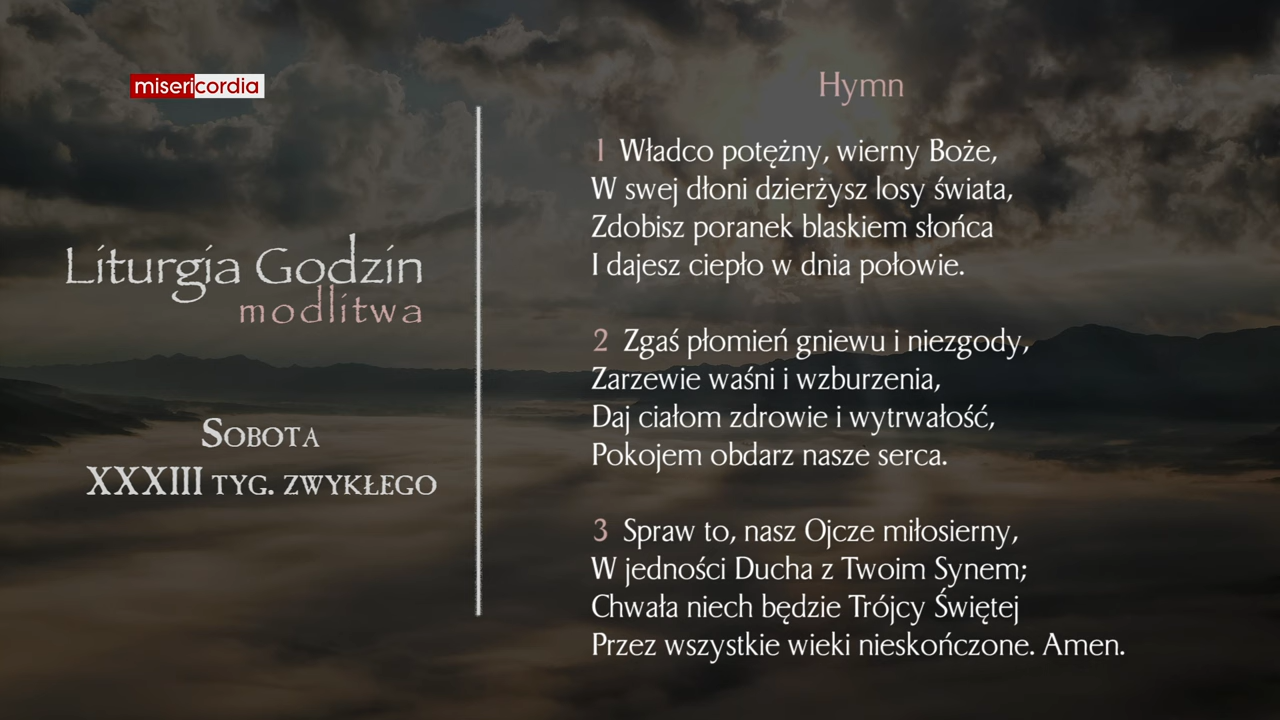 misericordia
Liturgia Godzin
modlitwa
Sobota
XXXIII tyg. zwykłego
Hymn
1 Władco potężny, wierny Boże,
W swej dłoni dzierżysz losy świata,
Zdobisz poranek blaskiem słońca
I dajesz ciepło w dnia połowie.
2 Zgaś płomień gniewu i niezgody,
Zarzewie waśni i wzburzenia,
Daj ciałom zdrowie i wytrwałość,
Pokojem obdarz nasze serca.
3 Spraw to, nasz Ojcze miłosierny,
W jedności Ducha z Twoim Synem;
Chwała niech będzie Trójcy Świętej
Przez wszystkie wieki nieskończone. Amen.